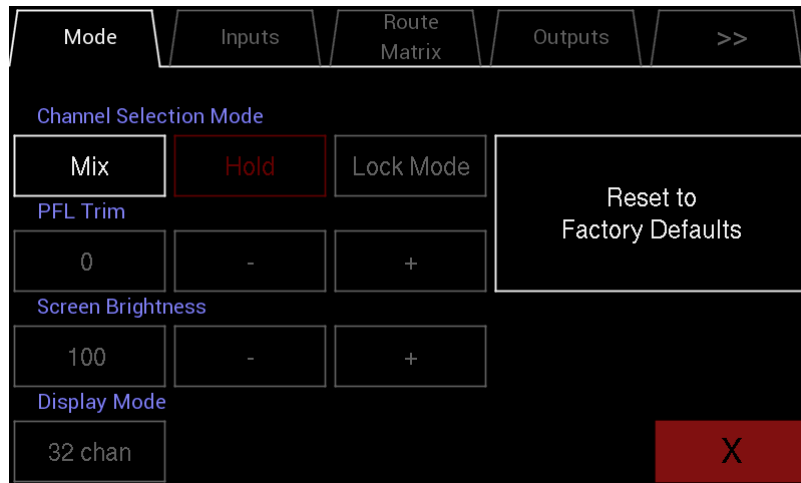 Mode
Inputs
Route
Matrix
Outputs
>>
Channel Selection Mode
Mix
Hold
Lock Mode
Reset to
Factory Defaults
PFL Trim
0
-
+
Screen Brightness
100
-
+
Display Mode
32 chan
X